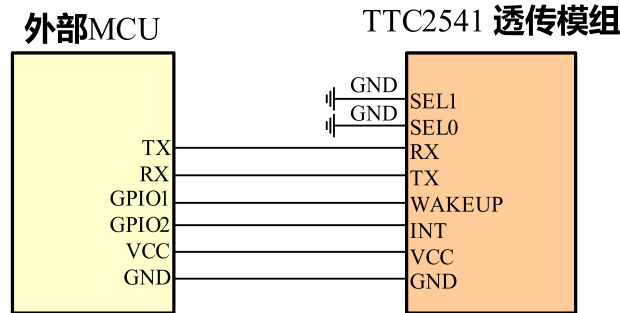 外部MCU
TTC2541 透传模组
GND
SEL1
GND
SEL0
TX
RX
RX
TX
GPIO1
WAKEUP
GPIO2
INT
VCC
VCC
GND
GND